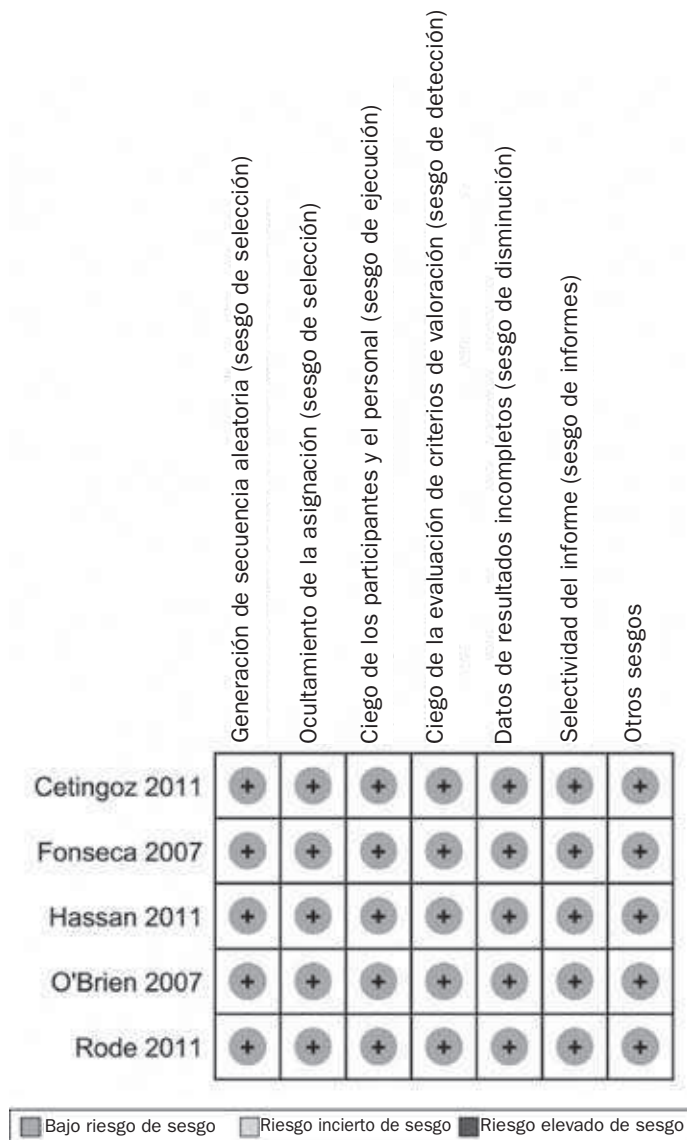 Generación de secuencia aleatoria (sesgo de selección)
Ocultamiento de la asignación (sesgo de selección)
Ciego de los participantes y el personal (sesgo de ejecución)
Ciego de la evaluación de criterios de valoración (sesgo de detección)
Datos de resultados incompletos (sesgo de disminución)
Selectividad del informe (sesgo de informes)
Otros sesgos
Cetingoz 2011 + + + + + + +
Fonseca 2007 + + + + + + +
Hassan 2011 + + + + + + +
O'Brien 2007 + + + + + + +
Rode 2011 + + + + + + +
Bajo riesgo de sesgo Riesgo incierto de sesgo Riesgo elevado de sesgo